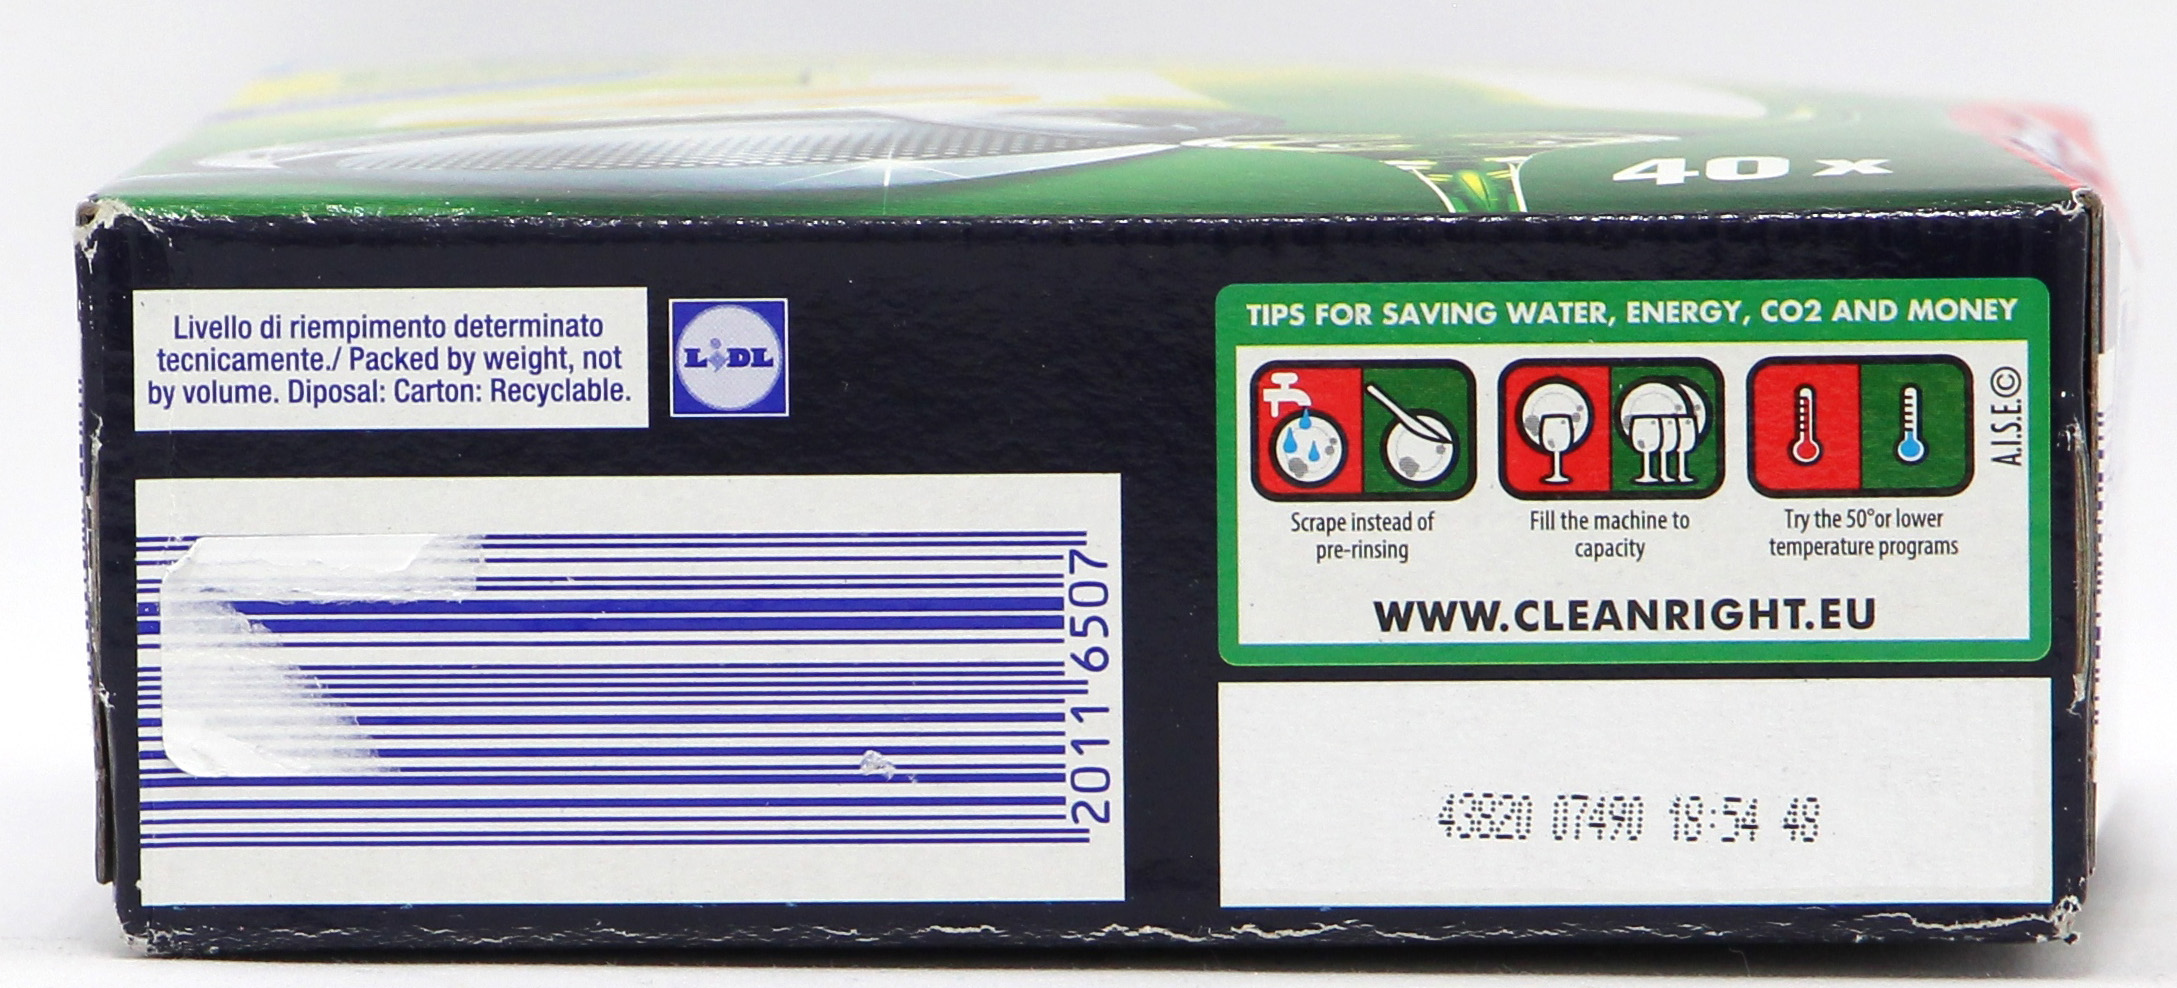 40 x
Livello di riempimento determinato
tecnicamente./ Packed by weight, not
by volume. Diposal: Carton: Recyclable.
LIDL
TIPS FOR SAVING WATER, ENERGY, CO2 AND MONEY
Scrape instead of
pre-rinsing
Fill the machine to
capacity
Try the 50°or lower
temperature programs
A.I.S.E.©
WWW.CLEANRIGHT.EU
20116507
43820 07490 18:54 48